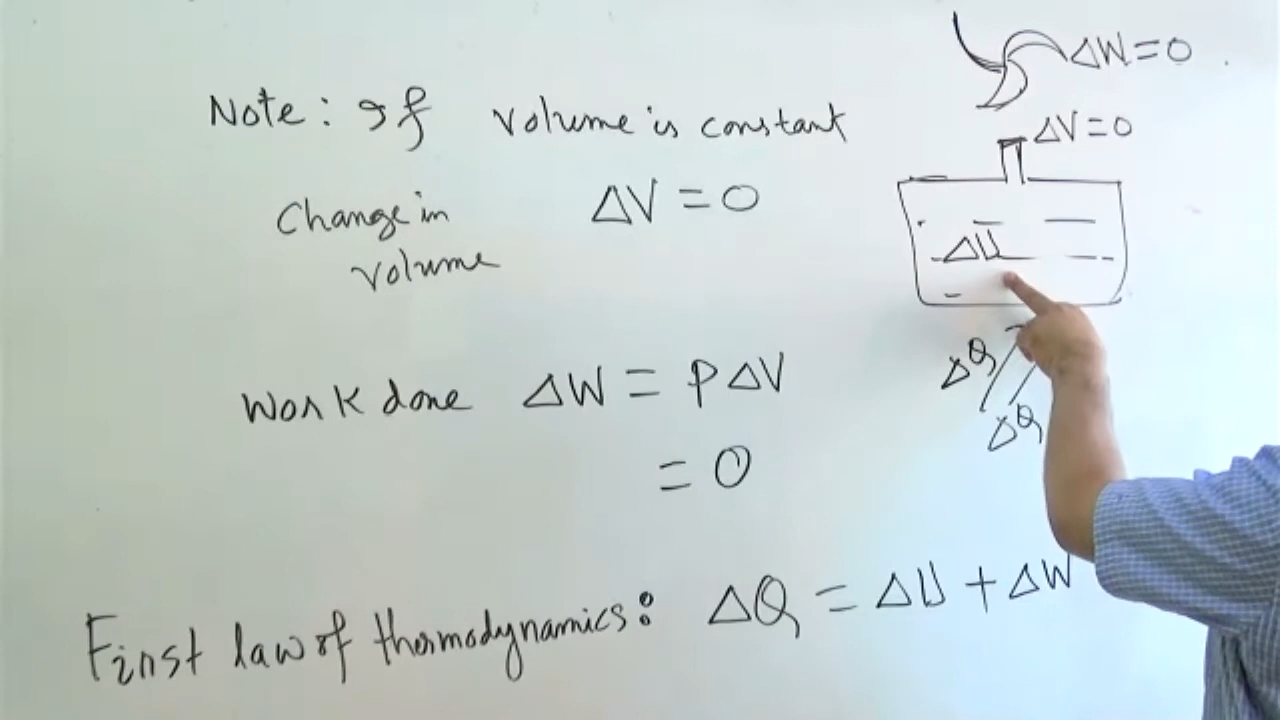 Note: If volume is constant
Change in
volume
ΔV = 0
Work done ΔW = PΔV
= 0
First law of thermodynamics: ΔQ = ΔU + ΔW
ΔW = 0
ΔV = 0
ΔU
ΔQ
ΔQ